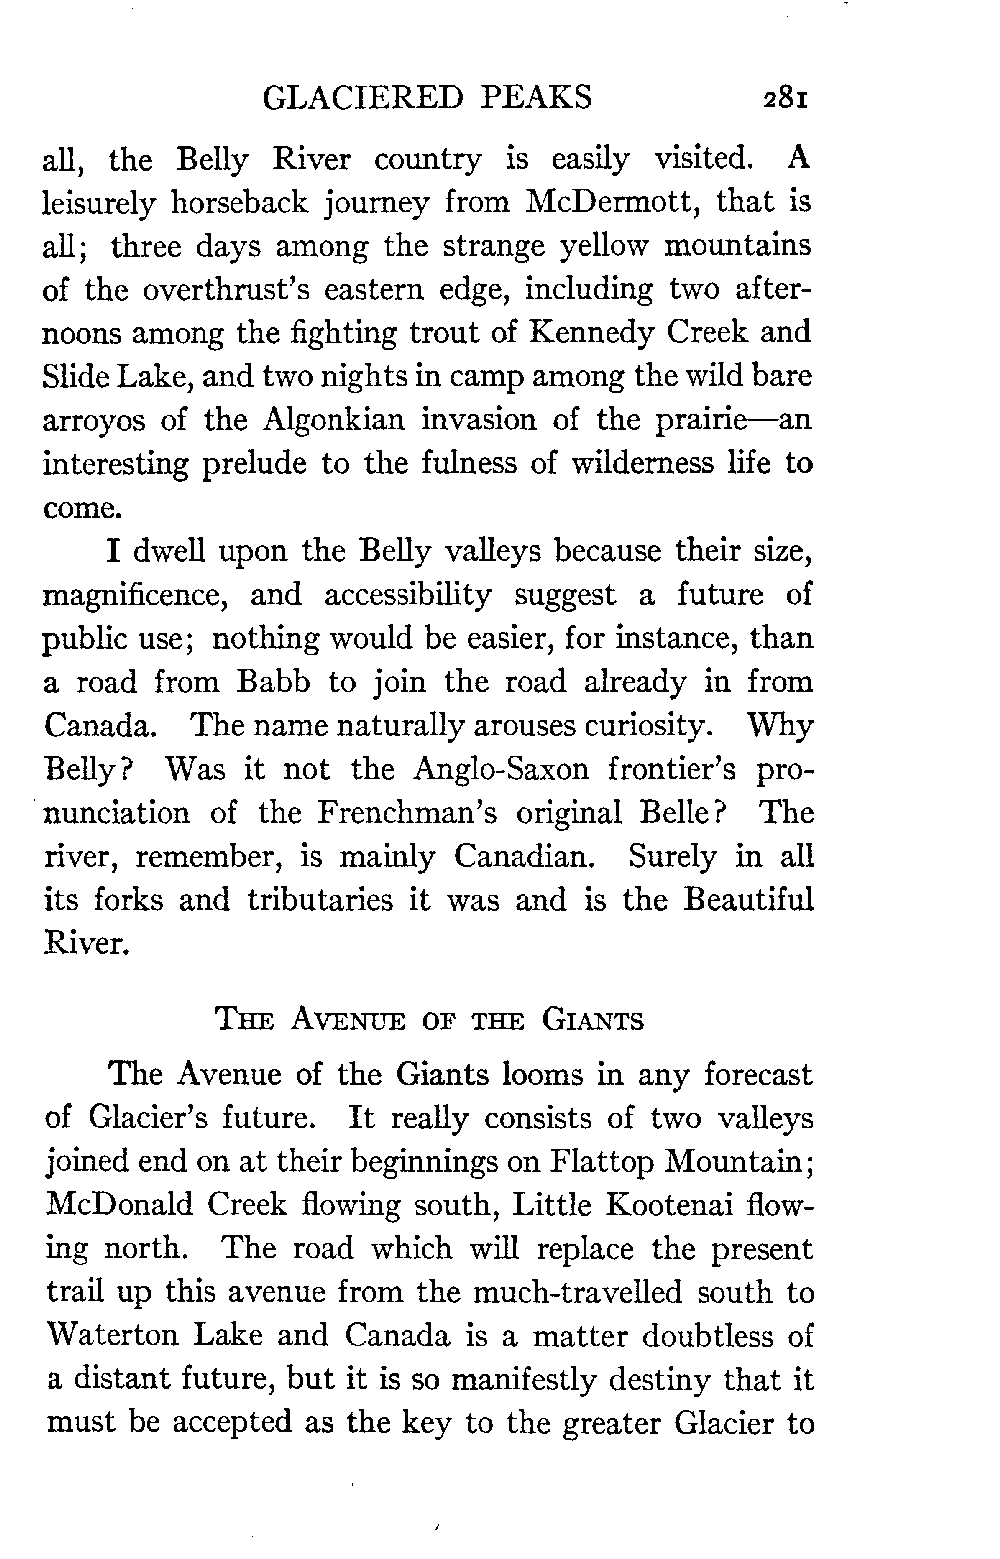 GLACIERED PEAKS 281
all, the Belly River country is easily visited. A
leisurely horseback journey from McDermott, that is
all; three days among the strange yellow mountains
of the overthrust's eastern edge, including two after-
noons among the fighting trout of Kennedy Creek and
Slide Lake, and two nights in camp among the wild bare
arroyos of the Algonkian invasion of the prairie—an
interesting prelude to the fulness of wilderness life to
come.
I dwell upon the Belly valleys because their size,
magnificence, and accessibility suggest a future of
public use; nothing would be easier, for instance, than
a road from Babb to join the road already in from
Canada. The name naturally arouses curiosity. Why
Belly? Was it not the Anglo-Saxon frontier's pro-
nunciation of the Frenchman's original Belle? The
river, remember, is mainly Canadian. Surely in all
its forks and tributaries it was and is the Beautiful
River.
THE AVENUE OF THE GIANTS
The Avenue of the Giants looms in any forecast
of Glacier's future. It really consists of two valleys
joined end on at their beginnings on Flattop Mountain;
McDonald Creek flowing south, Little Kootenai flow-
ing north. The road which will replace the present
trail up this avenue from the much-travelled south to
Waterton Lake and Canada is a matter doubtless of
a distant future, but it is so manifestly destiny that it
must be accepted as the key to the greater Glacier to